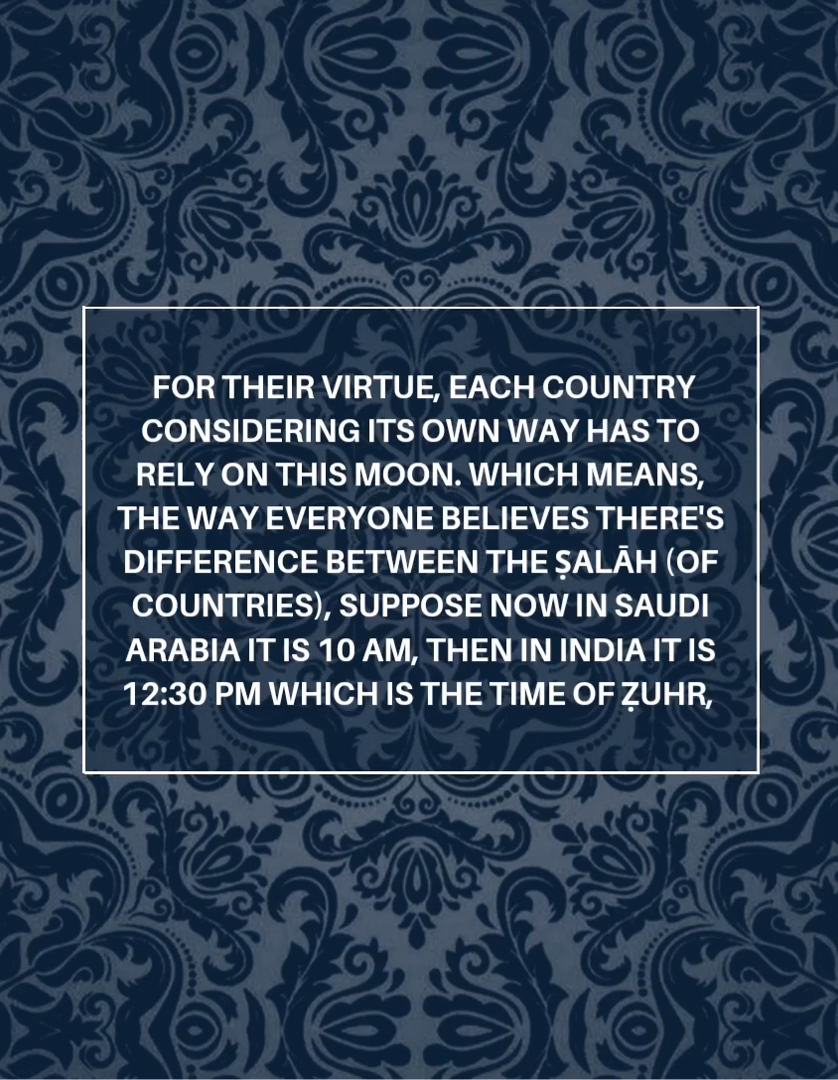 FOR THEIR VIRTUE, EACH COUNTRY
CONSIDERING ITS OWN WAY HAS TO
RELY ON THIS MOON. WHICH MEANS,
THE WAY EVERYONE BELIEVES THERE'S
DIFFERENCE BETWEEN THE ṢALĀH (OF
COUNTRIES), SUPPOSE NOW IN SAUDI
ARABIA IT IS 10 AM, THEN IN INDIA IT IS
12:30 PM WHICH IS THE TIME OF ẒUHR,